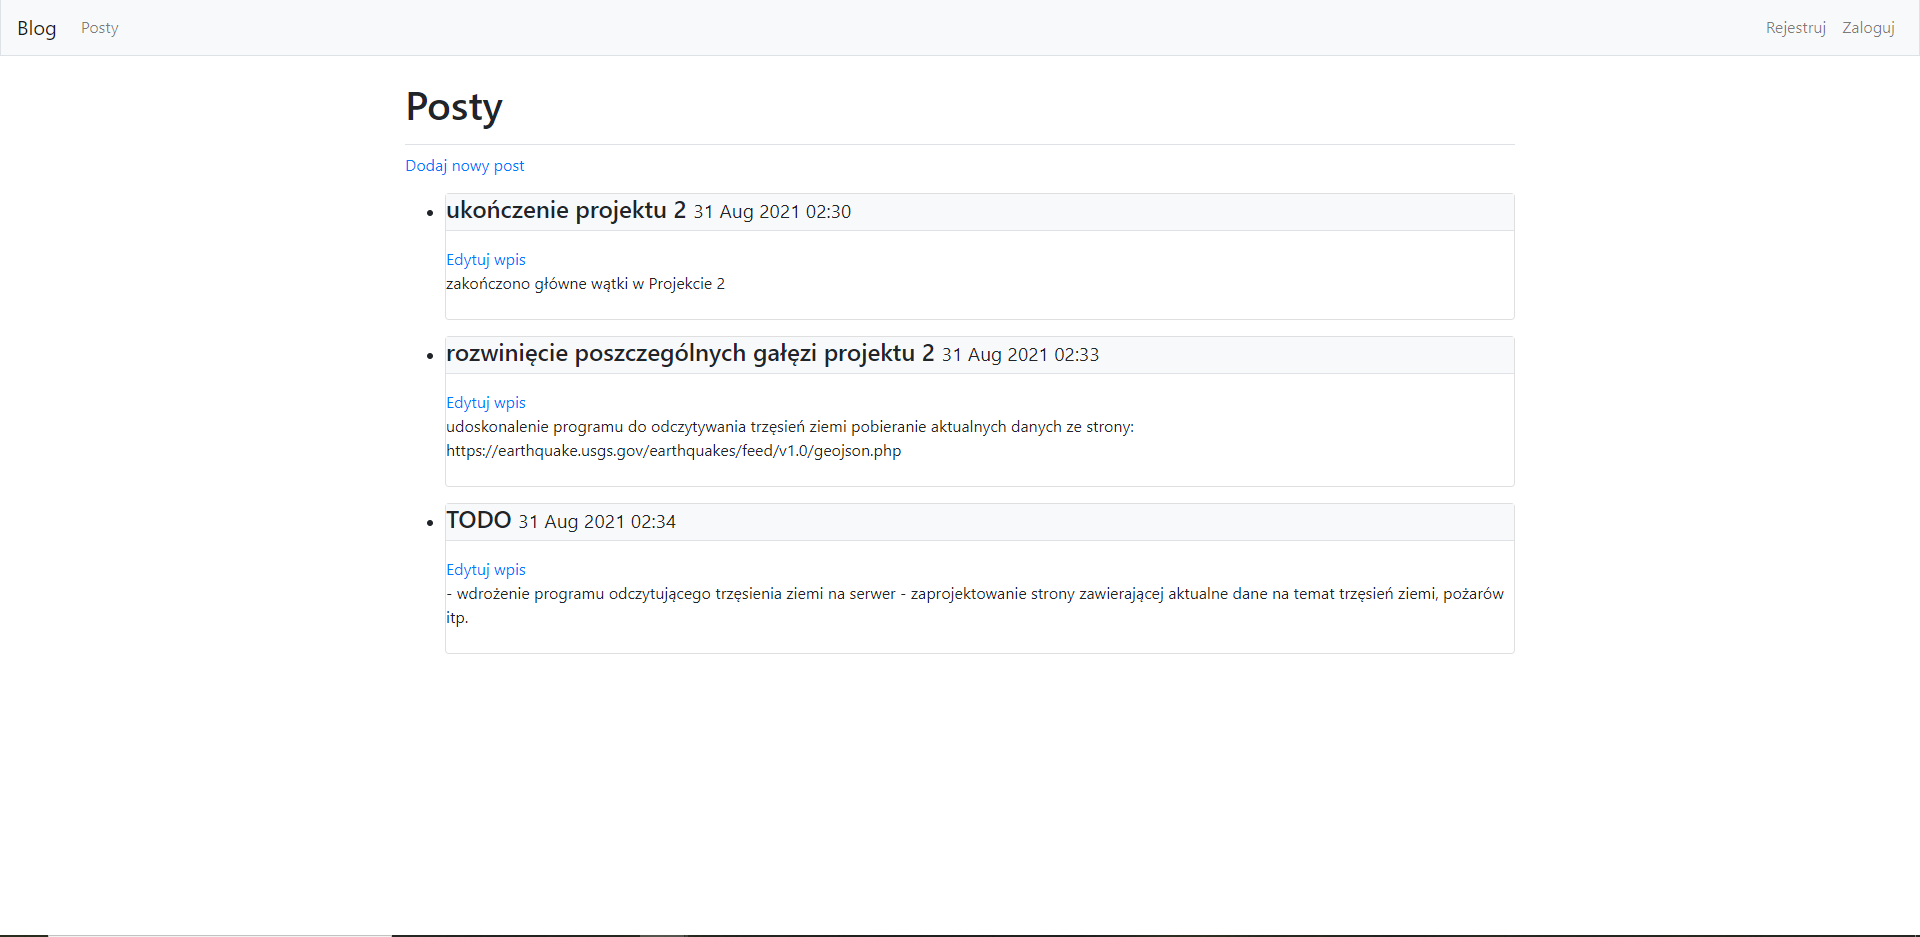 Blog Posty Rejestruj Zaloguj
Posty
Dodaj nowy post
ukończenie projektu 2 31 Aug 2021 02:30
Edytuj wpis
zakończono główne wątki w Projekcie 2
rozwinięcie poszczególnych gałęzi projektu 2 31 Aug 2021 02:33
Edytuj wpis
udoskonalenie programu do odczytywania trzęsień ziemi pobieranie aktualnych danych ze strony:
https://earthquake.usgs.gov/earthquakes/feed/v1.0/geojson.php
TODO 31 Aug 2021 02:34
Edytuj wpis
- wdrożenie programu odczytującego trzęsienia ziemi na serwer - zaprojektowanie strony zawierającej aktualne dane na temat trzęsień ziemi, pożarów
itp.